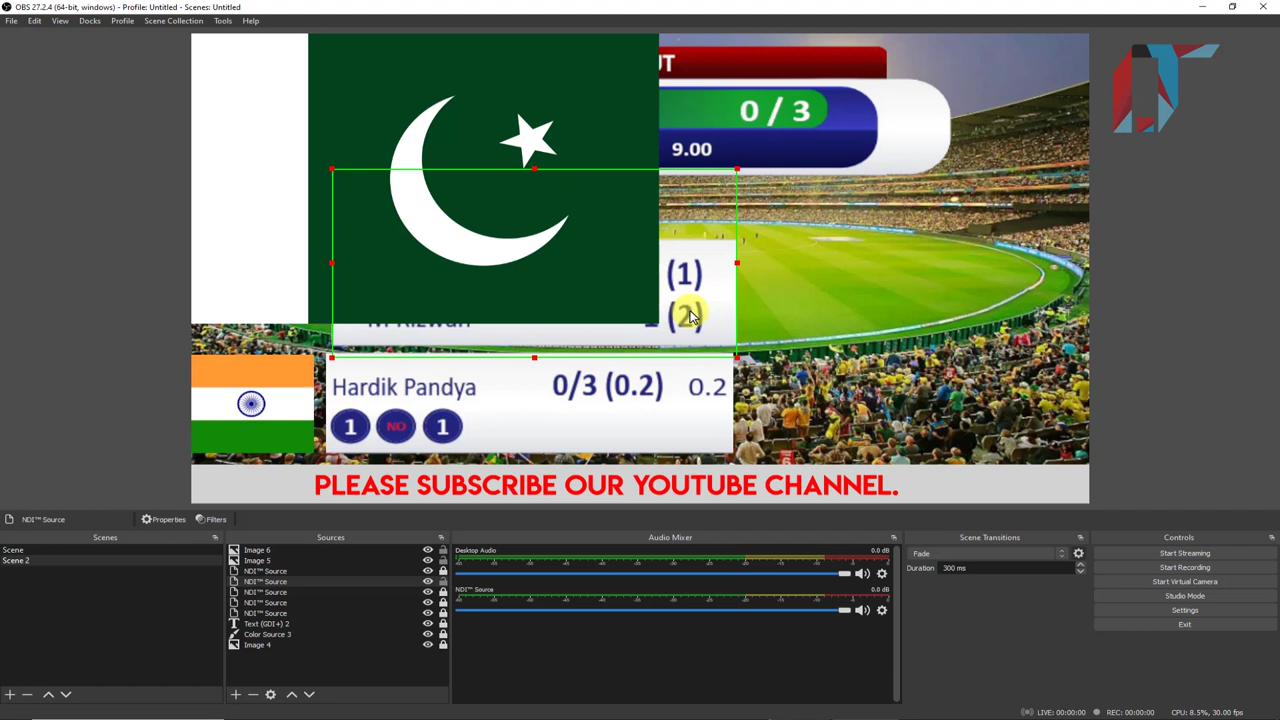 OBS 27.2.4 (64-bit, windows) - Profile: Untitled - Scenes: Untitled
File Edit View Docks Profile Scene Collection Tools Help
0 / 3
9.00
(1)
(2)
Hardik Pandya 0/3 (0.2) 0.2
1 NO 1
PLEASE SUBSCRIBE OUR YOUTUBE CHANNEL.
NDI™ Source Properties Filters
Scenes
Scene
Scene 2
Sources
Image 6
Image 5
NDI™ Source
NDI™ Source
NDI™ Source
NDI™ Source
NDI™ Source
Text (GDI+) 2
Color Source 3
Image 4
Audio Mixer
Desktop Audio 0.0 dB
NDI™ Source 0.0 dB
Scene Transitions
Fade
Duration 300 ms
Controls
Start Streaming
Start Recording
Start Virtual Camera
Studio Mode
Settings
Exit
LIVE: 00:00:00 REC: 00:00:00 CPU: 8.5%, 30.00 fps